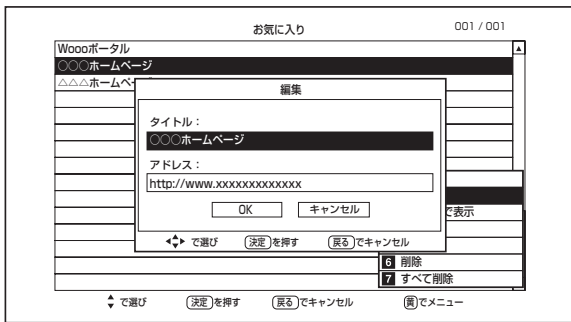 お気に入り
001 / 001
Woooポータル
○○○ホームページ
△△△ホームペ
編集
タイトル：
○○○ホームページ
アドレス：
http://www.xxxxxxxxxxxxx
OK キャンセル
で選び 決定を押す 戻るでキャンセル
で表示
6 削除
7 すべて削除
で選び 決定を押す 戻るでキャンセル 黄でメニュー